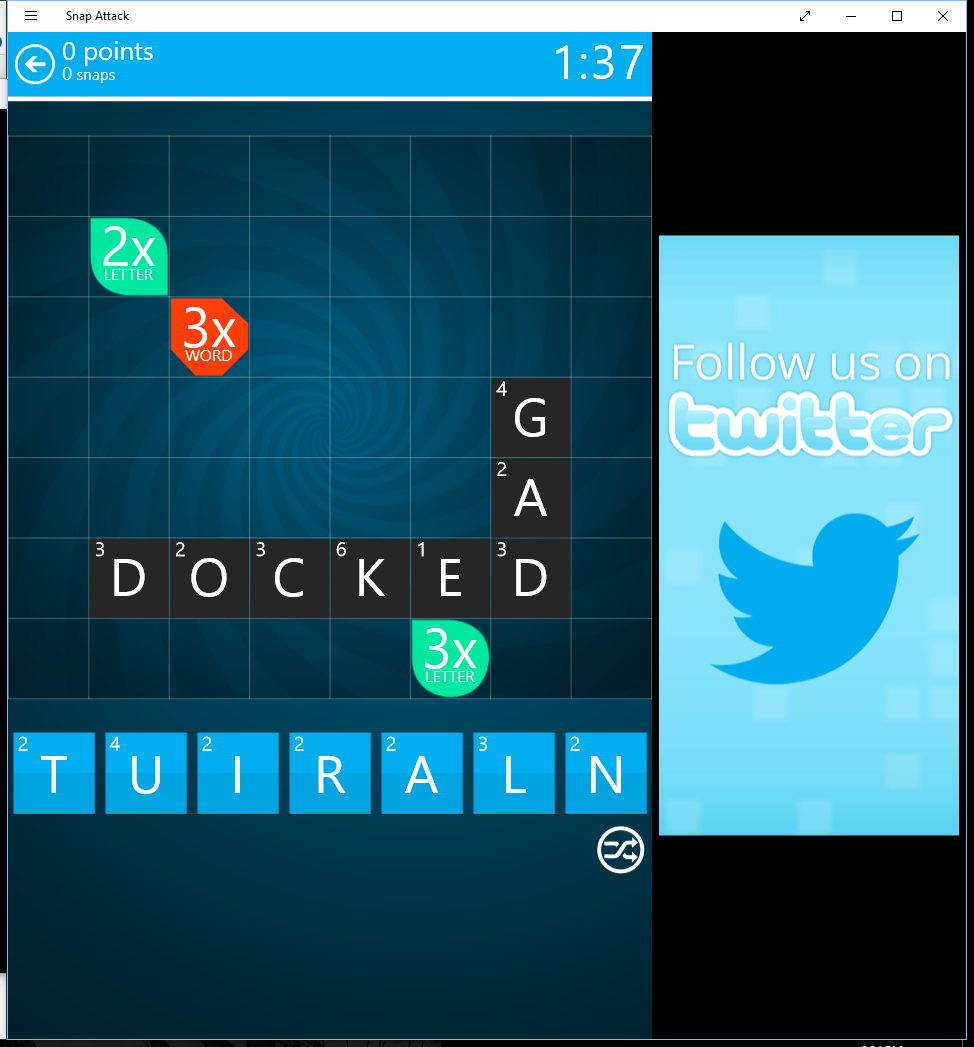 Snap Attack
0 points
0 snaps
1:37
2x
LETTER
3x
WORD
4 G
2 A
3 D 2 O 3 C 6 K 1 E 3 D
3x
LETTER
2 T 4 U 2 I 2 R 2 A 3 L 2 N
Follow us on
twitter